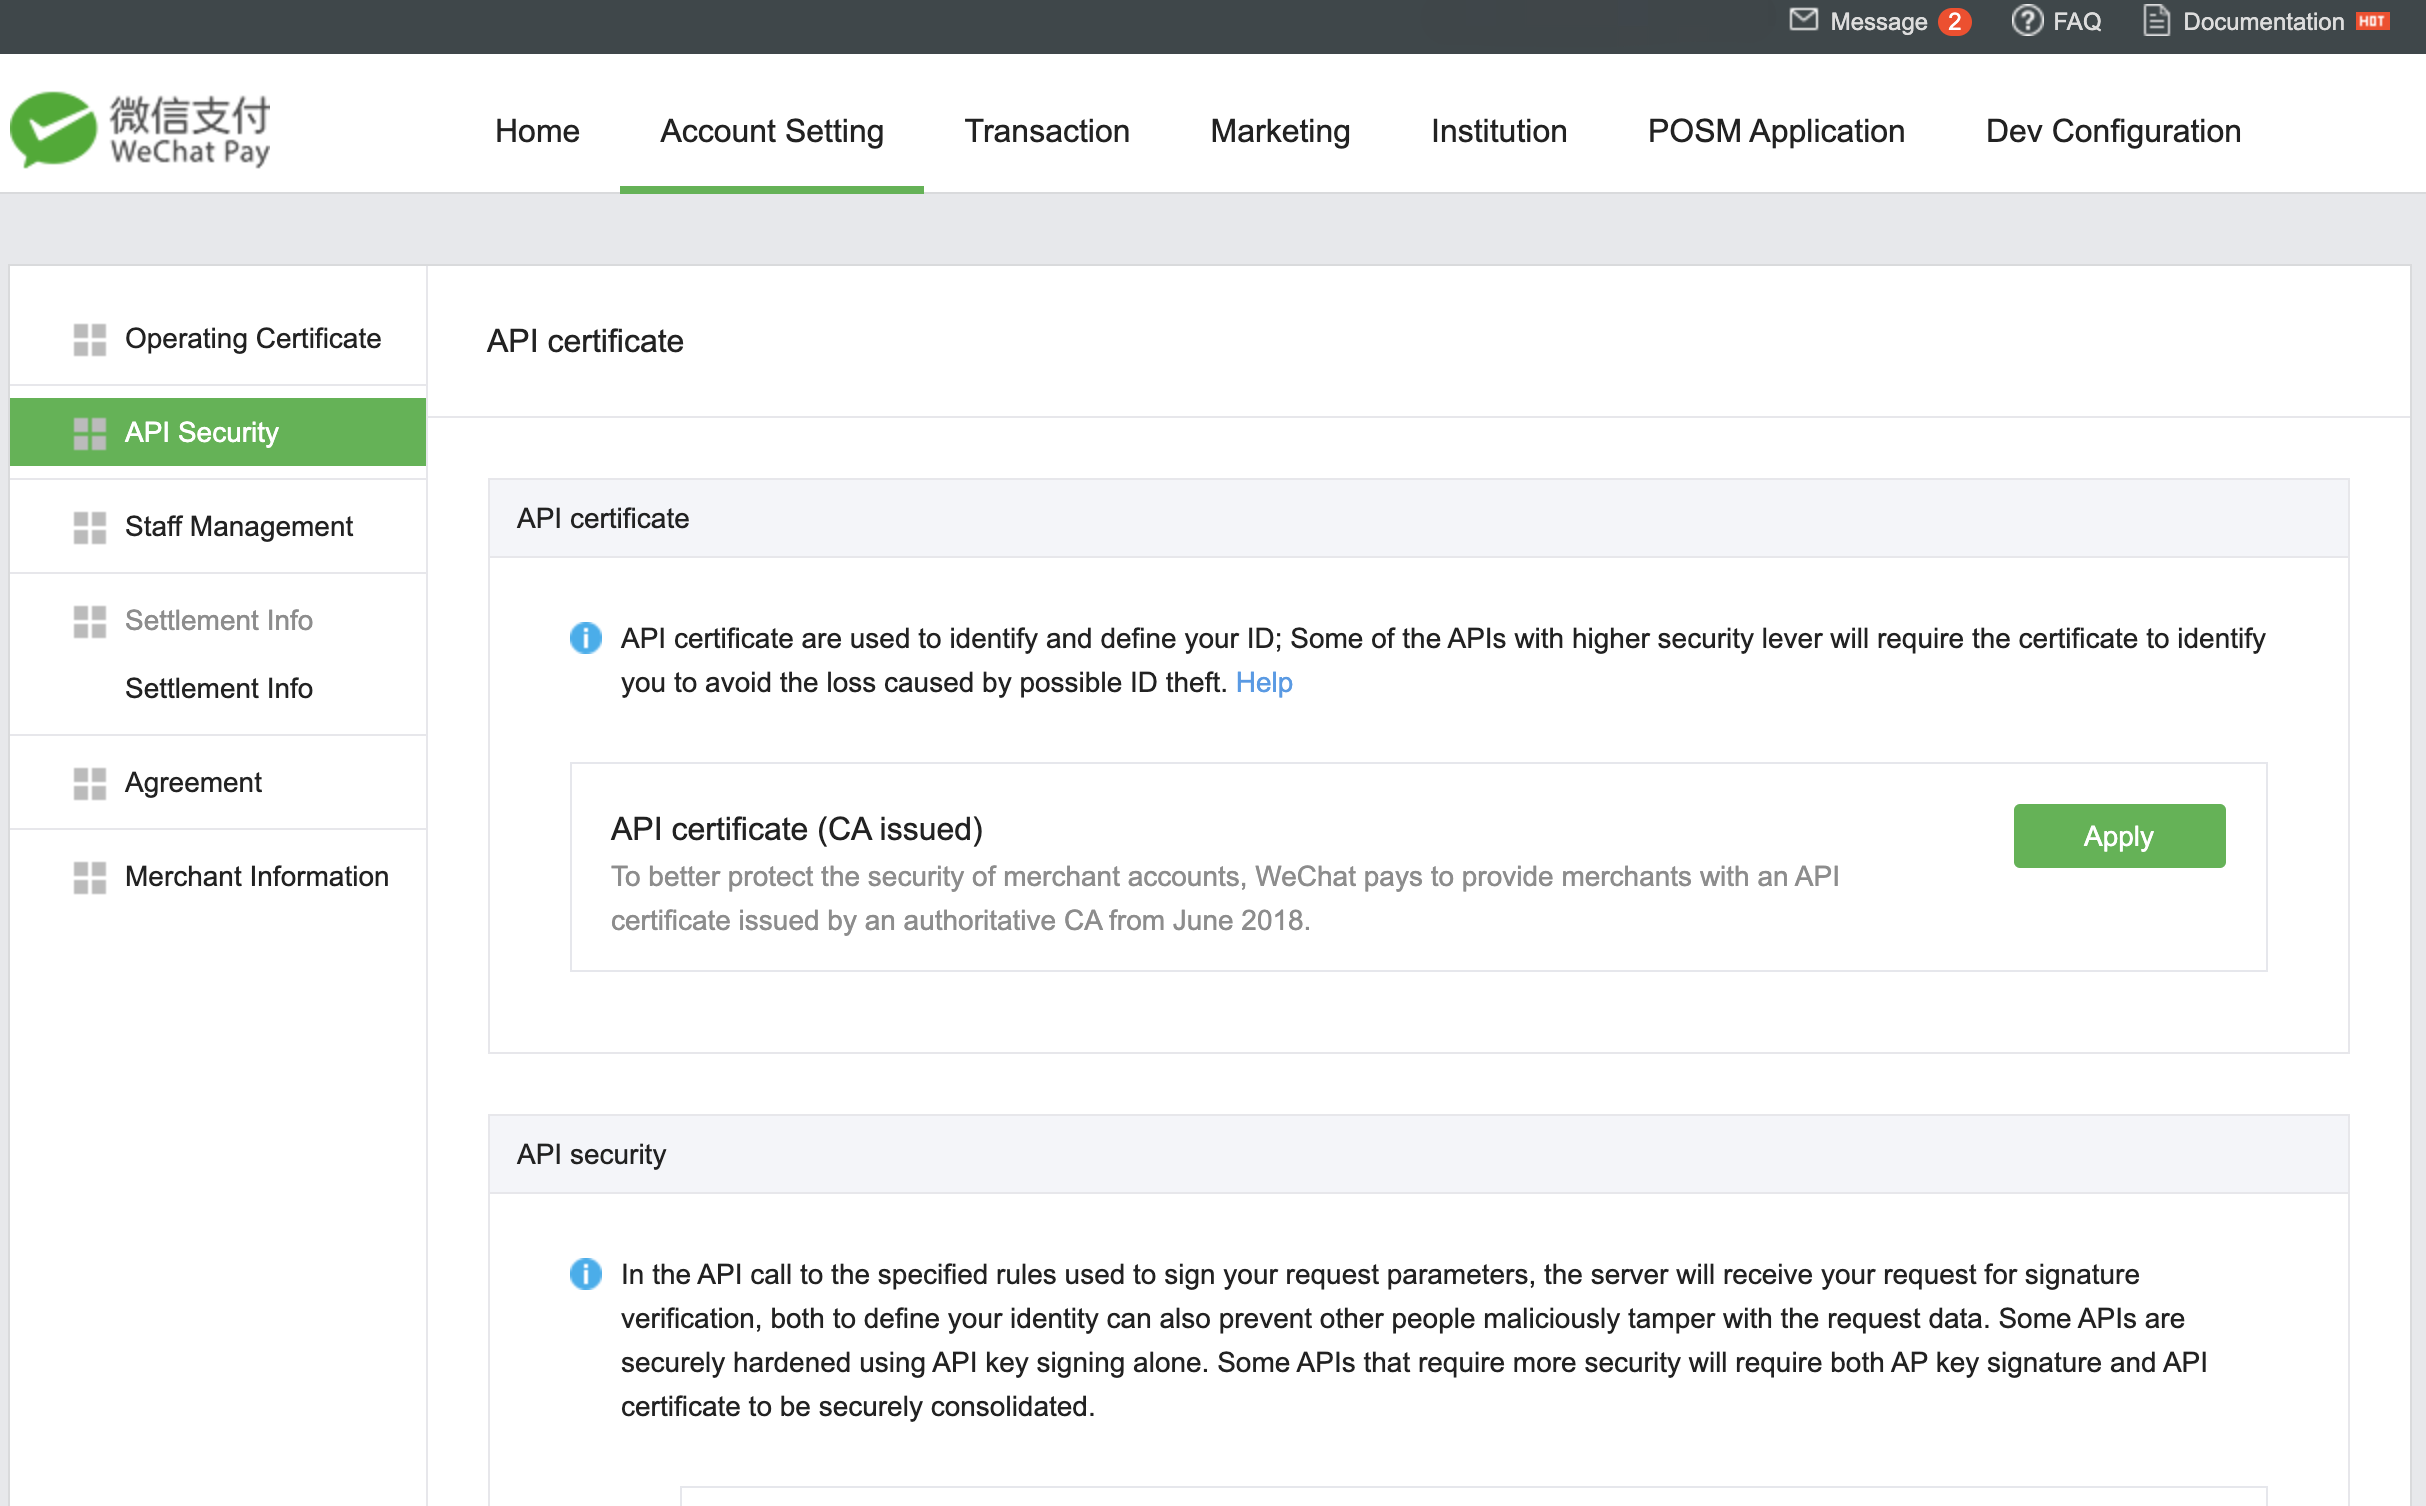 Message 2 FAQ Documentation HOT
微信支付
WeChat Pay
Home Account Setting Transaction Marketing Institution POSM Application Dev Configuration
Operating Certificate
API Security
Staff Management
Settlement Info
Settlement Info
Agreement
Merchant Information
API certificate
API certificate
API certificate are used to identify and define your ID; Some of the APIs with higher security lever will require the certificate to identify
you to avoid the loss caused by possible ID theft. Help
API certificate (CA issued)
Apply
To better protect the security of merchant accounts, WeChat pays to provide merchants with an API
certificate issued by an authoritative CA from June 2018.
API security
In the API call to the specified rules used to sign your request parameters, the server will receive your request for signature
verification, both to define your identity can also prevent other people maliciously tamper with the request data. Some APIs are
securely hardened using API key signing alone. Some APIs that require more security will require both AP key signature and API
certificate to be securely consolidated.